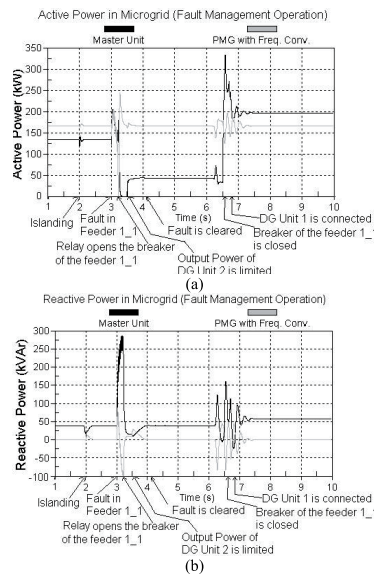 Active Power in Microgrid (Fault Management Operation)
Master Unit PMG with Freq. Conv.
Active Power (kW)
350
300
250
200
150
100
50
0
1 2 3 4 5 6 7 8 9 10
Time (s)
Islanding
Fault in
Feeder 1_1
Fault is cleared
DG Unit 1 is connected
Relay opens the breaker
of the feeder 1_1
Output Power of
DG Unit 2 is limited
Breaker of the feeder 1_1
is closed
(a)
Reactive Power in Microgrid (Fault Management Operation)
Master Unit PMG with Freq. Conv.
Reactive Power (kVAr)
300
250
200
150
100
50
0
-50
-100
1 2 3 4 5 6 7 8 9 10
Time (s)
Islanding
Fault in
Feeder 1_1
Fault is cleared
DG Unit 1 is connected
Relay opens the breaker
of the feeder 1_1
Output Power of
DG Unit 2 is limited
Breaker of the feeder 1_1
is closed
(b)